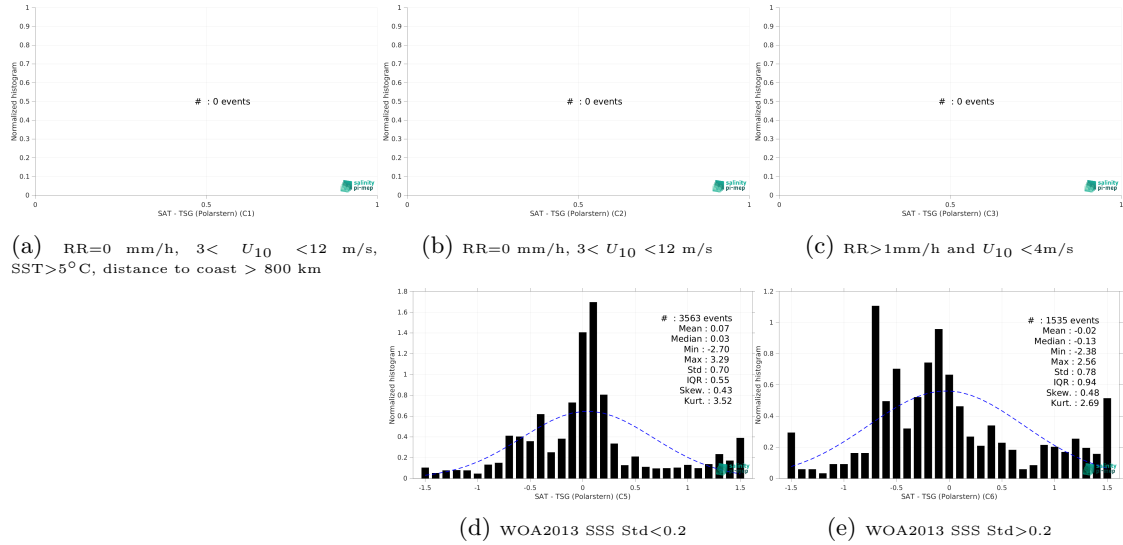 1
0.9
0.8
0.7
0.6
0.5
0.4
0.3
0.2
0.1
0
Normalized histogram
# : 0 events
salinity
pi-mep
0 0.5 1
SAT - TSG (Polarstern) (C1)
1
0.9
0.8
0.7
0.6
0.5
0.4
0.3
0.2
0.1
0
Normalized histogram
# : 0 events
salinity
pi-mep
0 0.5 1
SAT - TSG (Polarstern) (C2)
1
0.9
0.8
0.7
0.6
0.5
0.4
0.3
0.2
0.1
0
Normalized histogram
# : 0 events
salinity
pi-mep
0 0.5 1
SAT - TSG (Polarstern) (C3)
(a) RR=0 mm/h, 3< U10 <12 m/s,
SST>5°C, distance to coast > 800 km
(b) RR=0 mm/h, 3< U10 <12 m/s
(c) RR>1mm/h and U10 <4m/s
1.8
1.6
1.4
1.2
1
0.8
0.6
0.4
0.2
0
Normalized histogram
# : 3563 events
Mean : 0.07
Median : 0.03
Min : -2.70
Max : 3.29
Std : 0.70
IQR : 0.55
Skew. : 0.43
Kurt. : 3.52
salinity
pi-mep
-1.5 -1 -0.5 0 0.5 1 1.5
SAT - TSG (Polarstern) (C5)
1.2
1
0.8
0.6
0.4
0.2
0
Normalized histogram
# : 1535 events
Mean : -0.02
Median : -0.13
Min : -2.38
Max : 2.56
Std : 0.78
IQR : 0.94
Skew. : 0.48
Kurt. : 2.69
salinity
pi-mep
-1.5 -1 -0.5 0 0.5 1 1.5
SAT - TSG (Polarstern) (C6)
(d) WOA2013 SSS Std<0.2
(e) WOA2013 SSS Std>0.2